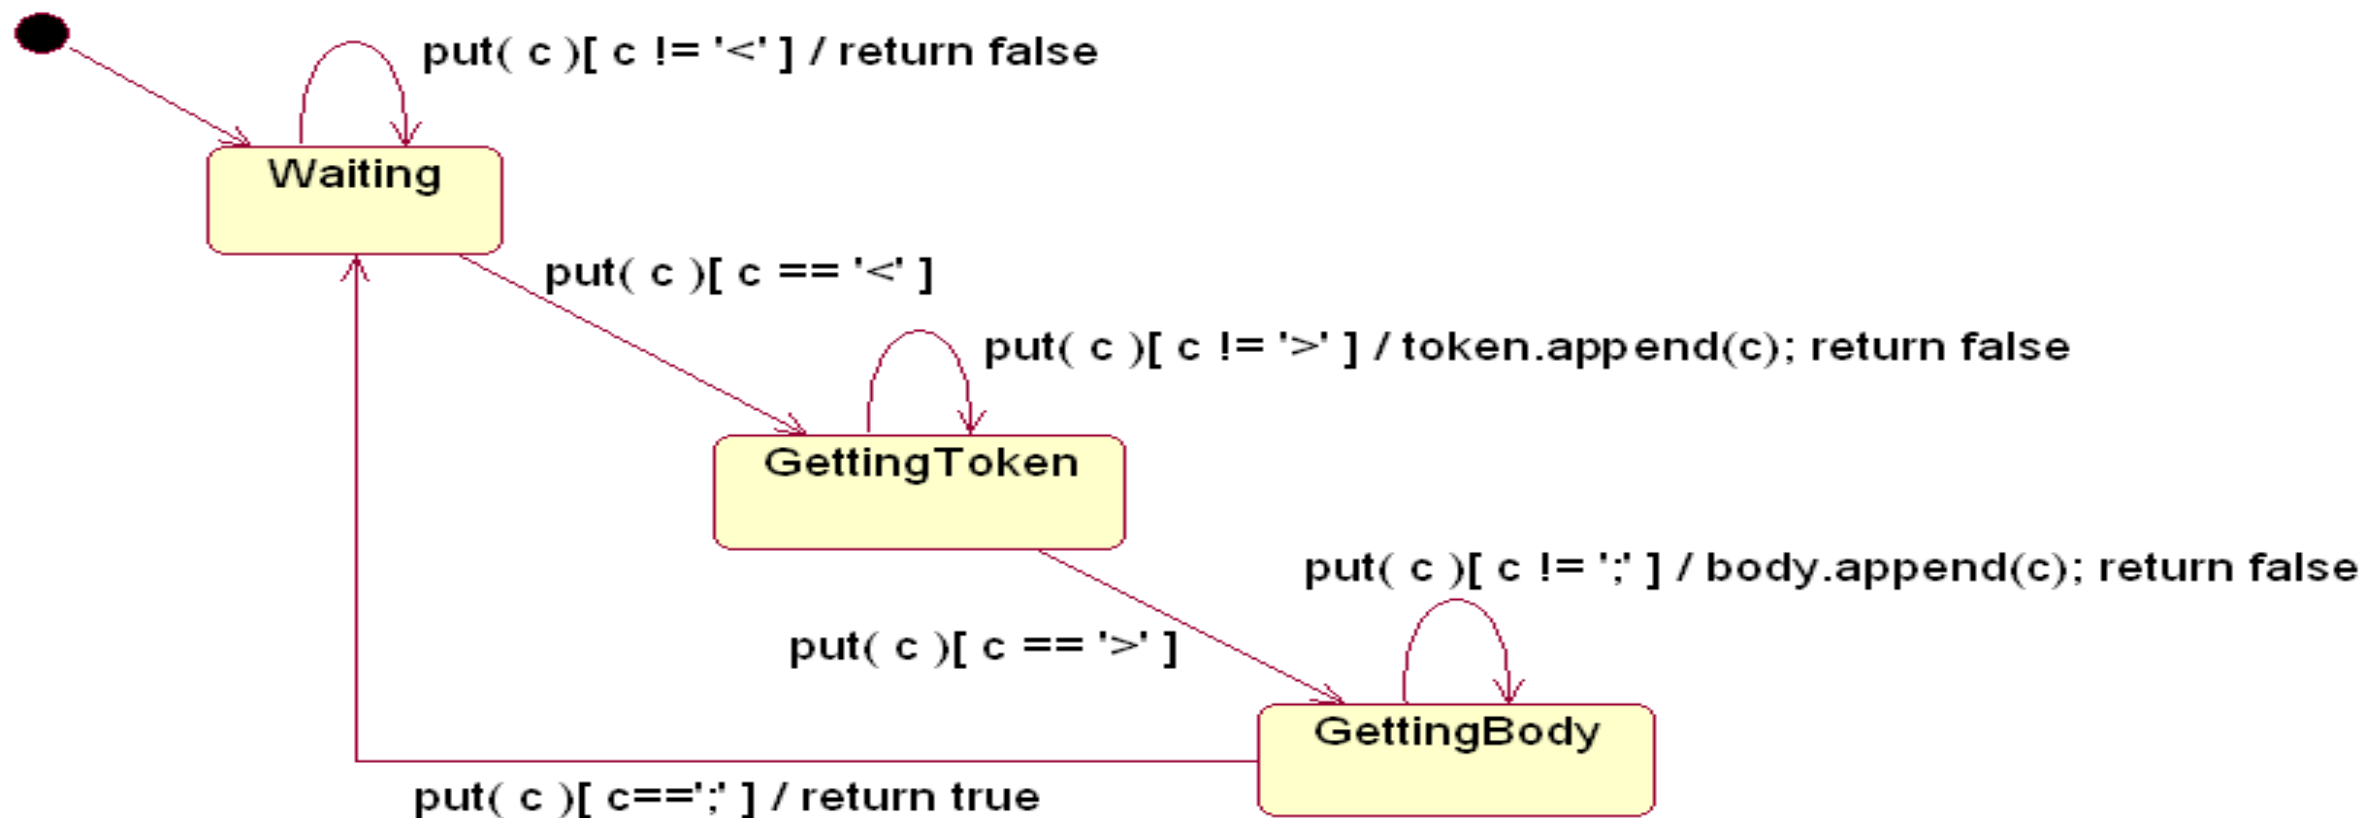 put( c )[ c != '<' ] / return false
Waiting
put( c )[ c == '<' ]
put( c )[ c != '>' ] / token.append(c); return false
GettingToken
put( c )[ c != ';' ] / body.append(c); return false
put( c )[ c == '>' ]
GettingBody
put( c )[ c==';' ] / return true